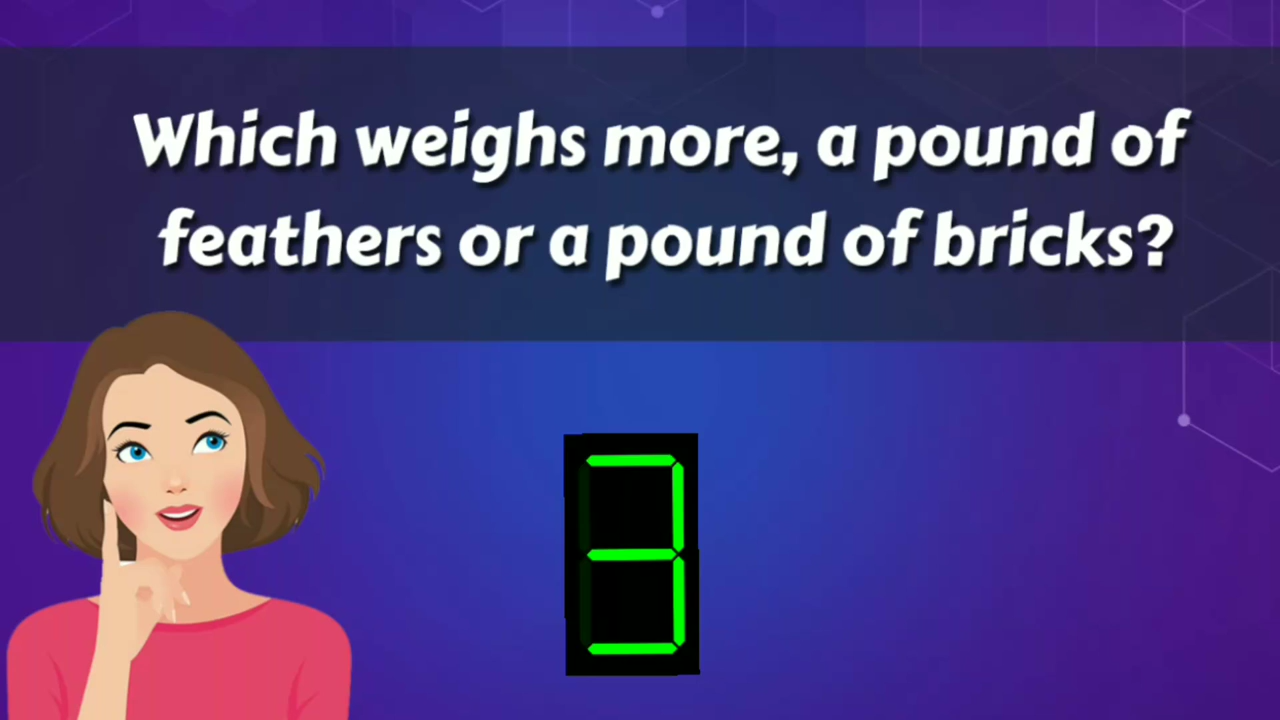 Which weighs more, a pound of
feathers or a pound of bricks?
3